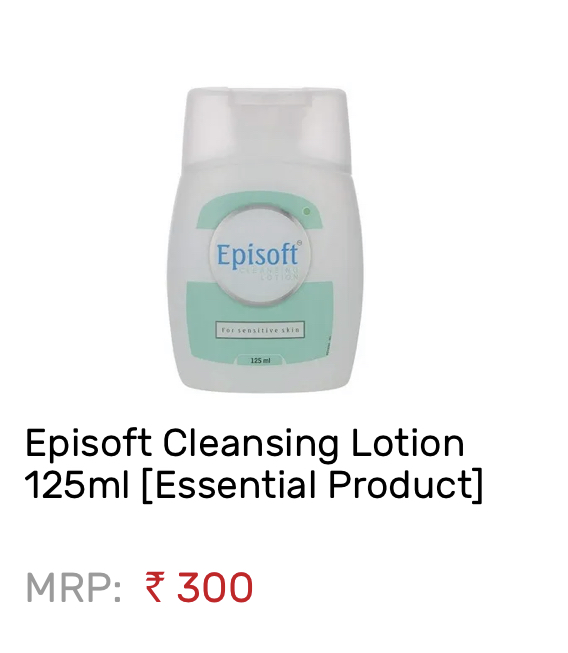 Episoft®
CLEANSING
LOTION
For sensitive skin
125 ml
Episoft Cleansing Lotion
125ml [Essential Product]
MRP: ₹ 300